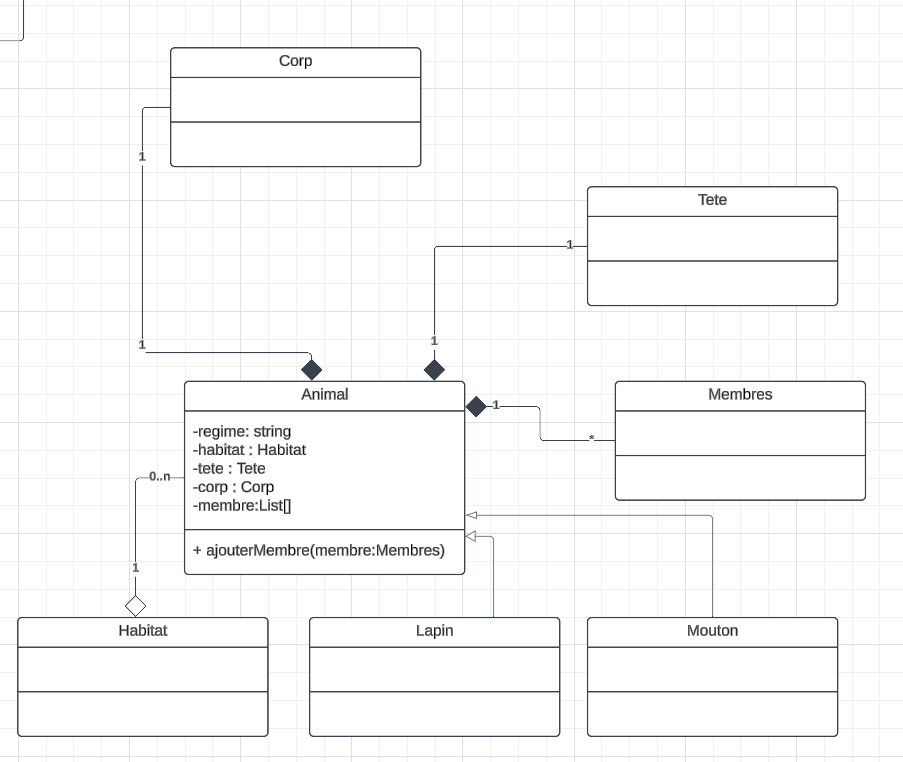 Corp
1
1
Tete
1
1
Animal
-regime: string
-habitat : Habitat
-tete : Tete
-corp : Corp
-membre:List[]
+ ajouterMembre(membre:Membres)
1
*
Membres
0..n
1
Habitat
Lapin
Mouton